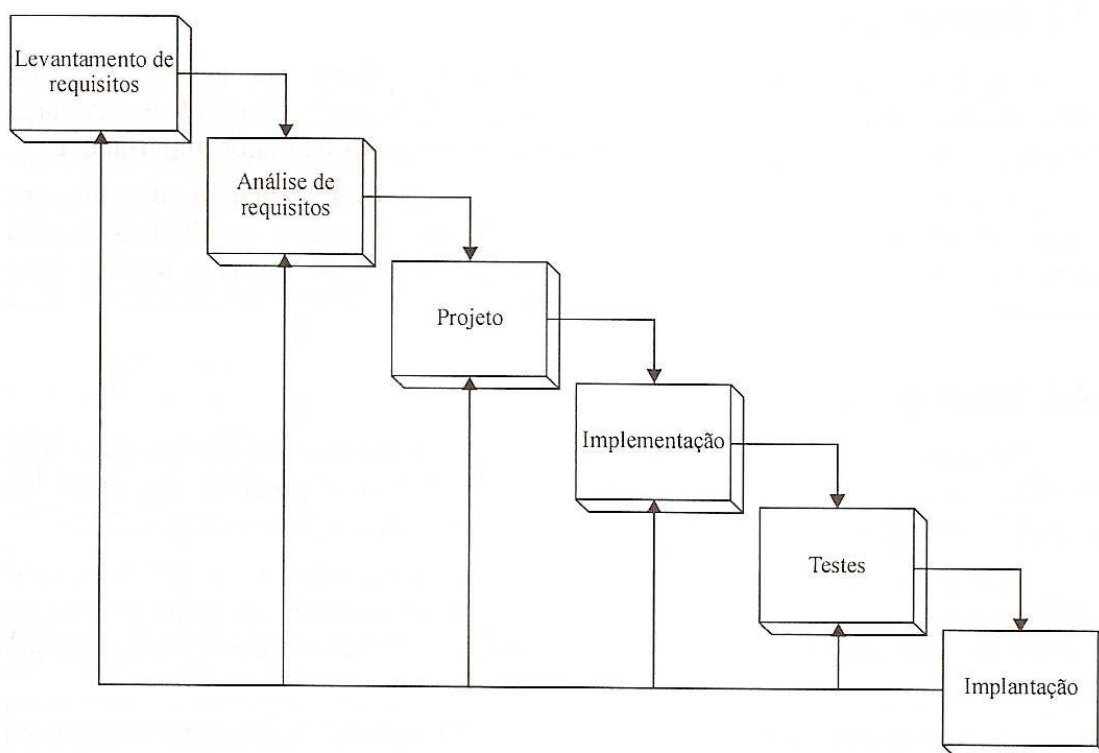 Levantamento de
requisitos
Análise de
requisitos
Projeto
Implementação
Testes
Implantação